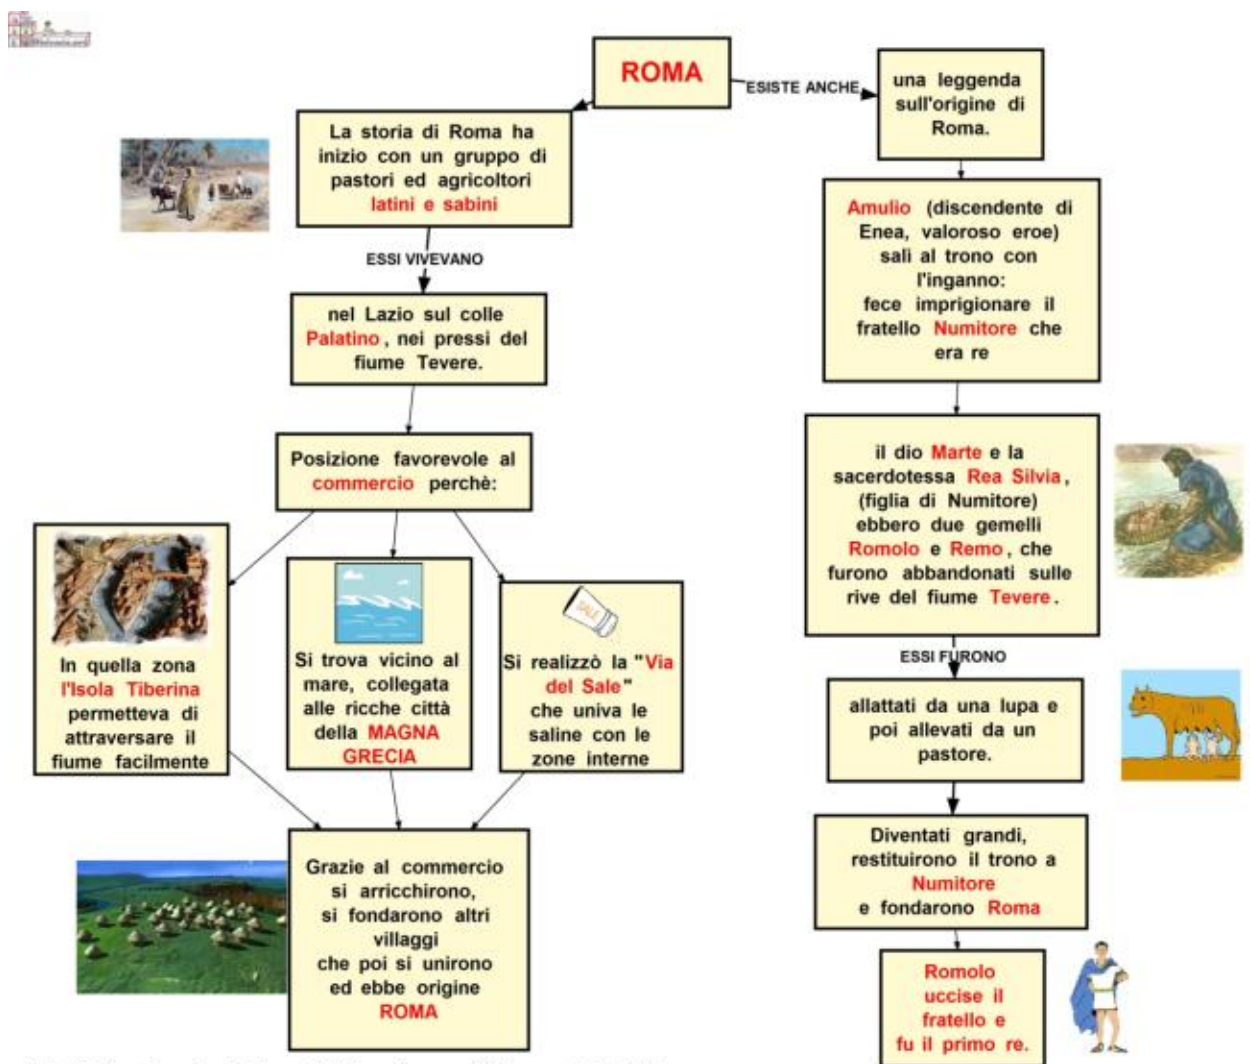 ROMA
ESISTE ANCHE
una leggenda
sull'origine di
Roma.
La storia di Roma ha
inizio con un gruppo di
pastori ed agricoltori
latini e sabini
ESSI VIVEVANO
nel Lazio sul colle
Palatino, nei pressi del
fiume Tevere.
Posizione favorevole al
commercio perchè:
In quella zona
l'Isola Tiberina
permetteva di
attraversare il
fiume facilmente
Si trova vicino al
mare, collegata
alle ricche città
della MAGNA
GRECIA
SALE
Si realizzò la "Via
del Sale"
che univa le
saline con le
zone interne
Grazie al commercio
si arricchirono,
si fondarono altri
villaggi
che poi si unirono
ed ebbe origine
ROMA
Amulio (discendente di
Enea, valoroso eroe)
salì al trono con
l'inganno:
fece imprigionare il
fratello Numitore che
era re
il dio Marte e la
sacerdotessa Rea Silvia,
(figlia di Numitore)
ebbero due gemelli
Romolo e Remo, che
furono abbandonati sulle
rive del fiume Tevere.
ESSI FURONO
allattati da una lupa e
poi allevati da un
pastore.
Diventati grandi,
restituirono il trono a
Numitore
e fondarono Roma
Romolo
uccise il
fratello e
fu il primo re.